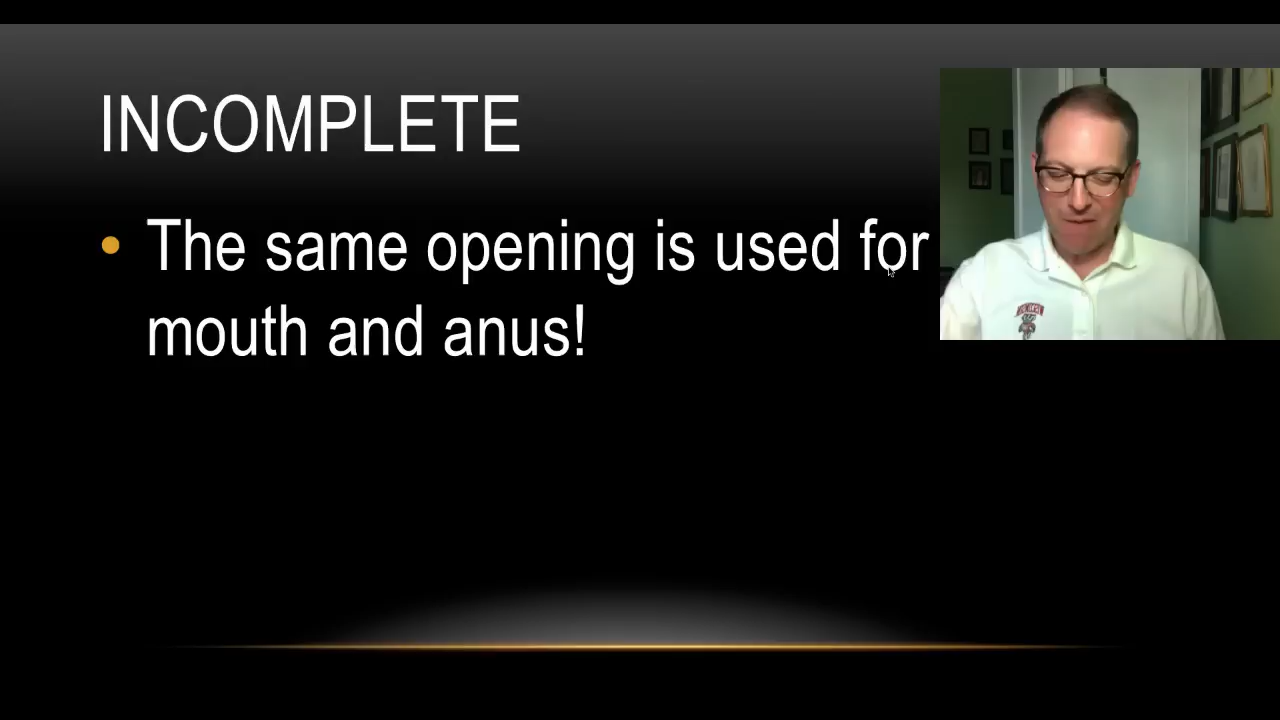 INCOMPLETE
• The same opening is used for
mouth and anus!